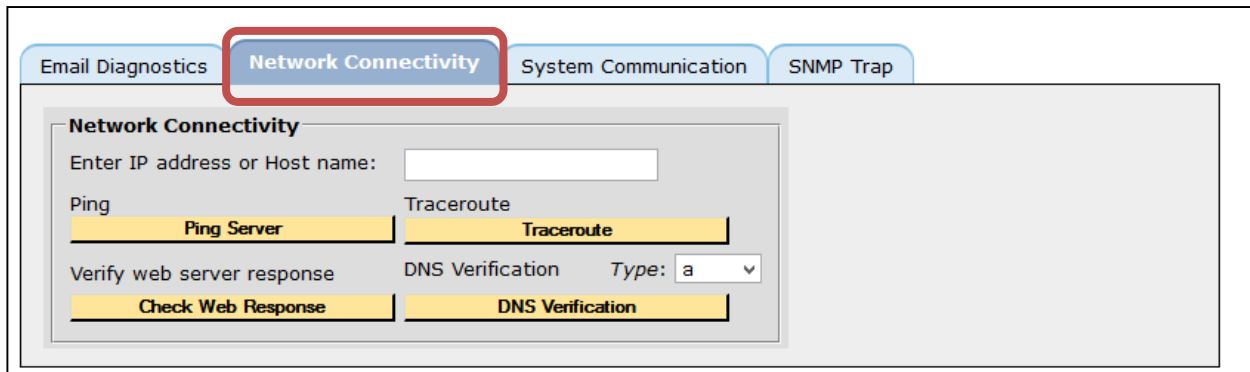 Email Diagnostics Network Connectivity System Communication SNMP Trap
Network Connectivity
Enter IP address or Host name:
Ping Traceroute
Ping Server Traceroute
Verify web server response DNS Verification Type: a
Check Web Response DNS Verification